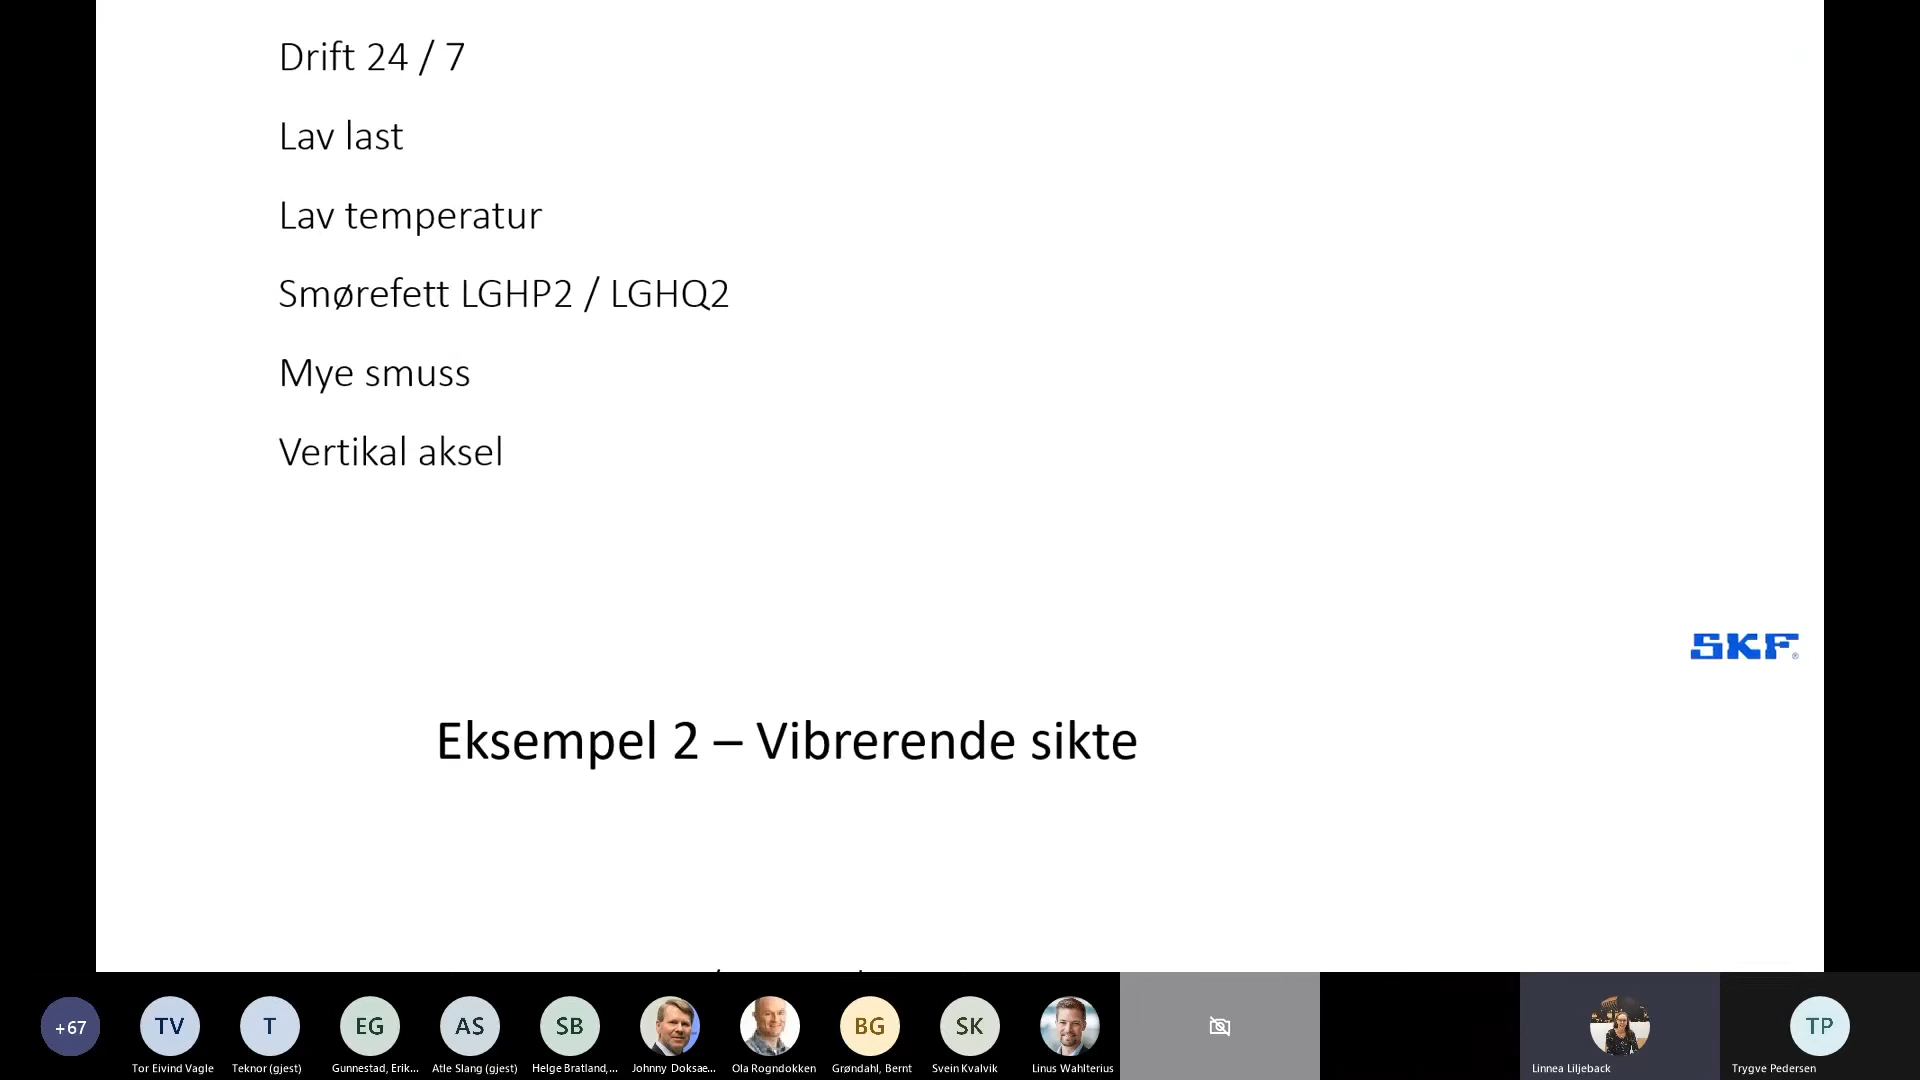 Drift 24 / 7
Lav last
Lav temperatur
Smørefett LGHP2 / LGHQ2
Mye smuss
Vertikal aksel
SKF®
Eksempel 2 – Vibrerende sikte
+67
TV
T
EG
AS
SB
BG
SK
TP
Tor Eivind Vagle
Teknor (gjest)
Gunnestad, Erik...
Atle Slang (gjest)
Helge Bratland,...
Johnny Doksae...
Ola Rogndokken
Grøndahl, Bernt
Svein Kvalvik
Linus Wahlterius
Linnea Liljeback
Trygve Pedersen